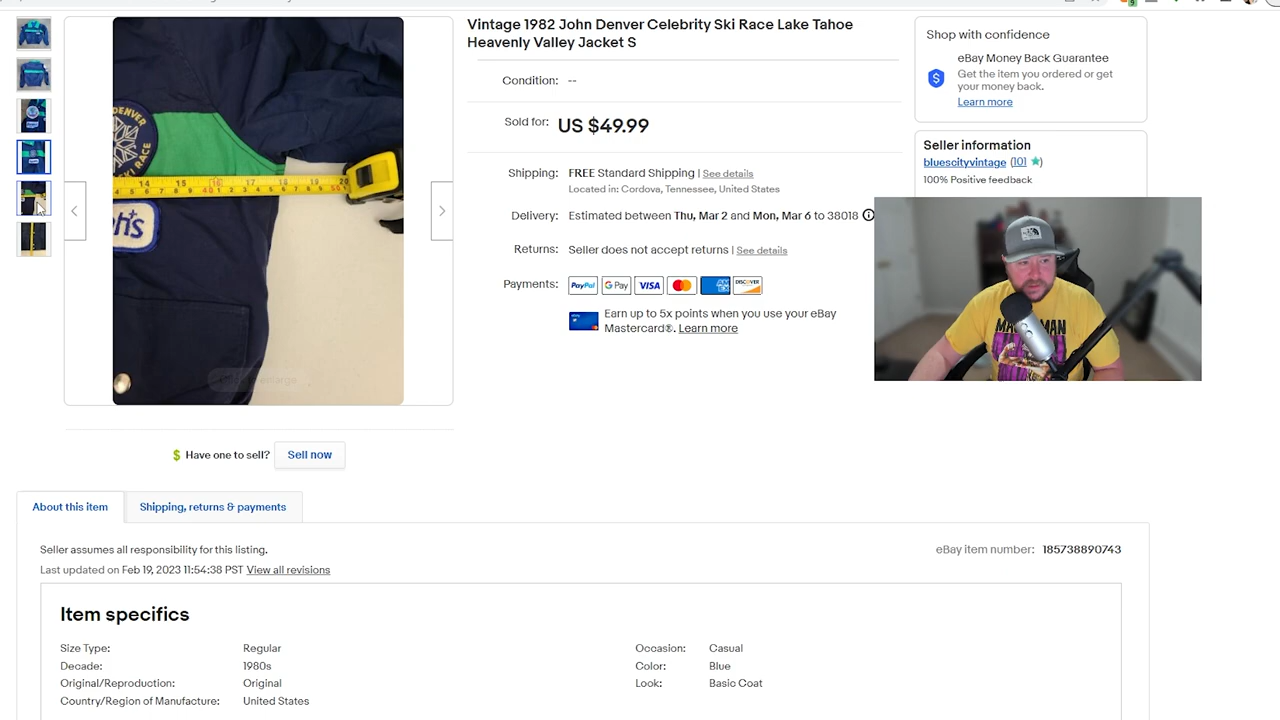 Vintage 1982 John Denver Celebrity Ski Race Lake Tahoe
Heavenly Valley Jacket S
Condition: --
Sold for: US $49.99
Shipping: FREE Standard Shipping | See details
Located in: Cordova, Tennessee, United States
Delivery: Estimated between Thu, Mar 2 and Mon, Mar 6 to 38018
Returns: Seller does not accept returns | See details
Payments: PayPal G Pay VISA DISCOVER
Earn up to 5x points when you use your eBay
Mastercard®. Learn more
Shop with confidence
eBay Money Back Guarantee
Get the item you ordered or get
your money back.
Learn more
Seller information
bluescityvintage (101)
100% Positive feedback
DENVER
SKI RACE
14 15 16 17 18 19 20
$ Have one to sell? Sell now
About this item
Shipping, returns & payments
Seller assumes all responsibility for this listing.
eBay item number: 185738890743
Last updated on Feb 19, 2023 11:54:38 PST View all revisions
Item specifics
Size Type: Regular
Occasion: Casual
Decade: 1980s
Color: Blue
Original/Reproduction: Original
Look: Basic Coat
Country/Region of Manufacture: United States